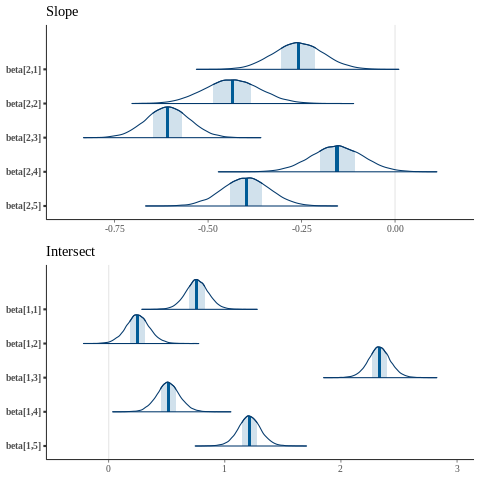 Slope
beta[2,1]
beta[2,2]
beta[2,3]
beta[2,4]
beta[2,5]
-0.75 -0.50 -0.25 0.00
Intersect
beta[1,1]
beta[1,2]
beta[1,3]
beta[1,4]
beta[1,5]
0 1 2 3